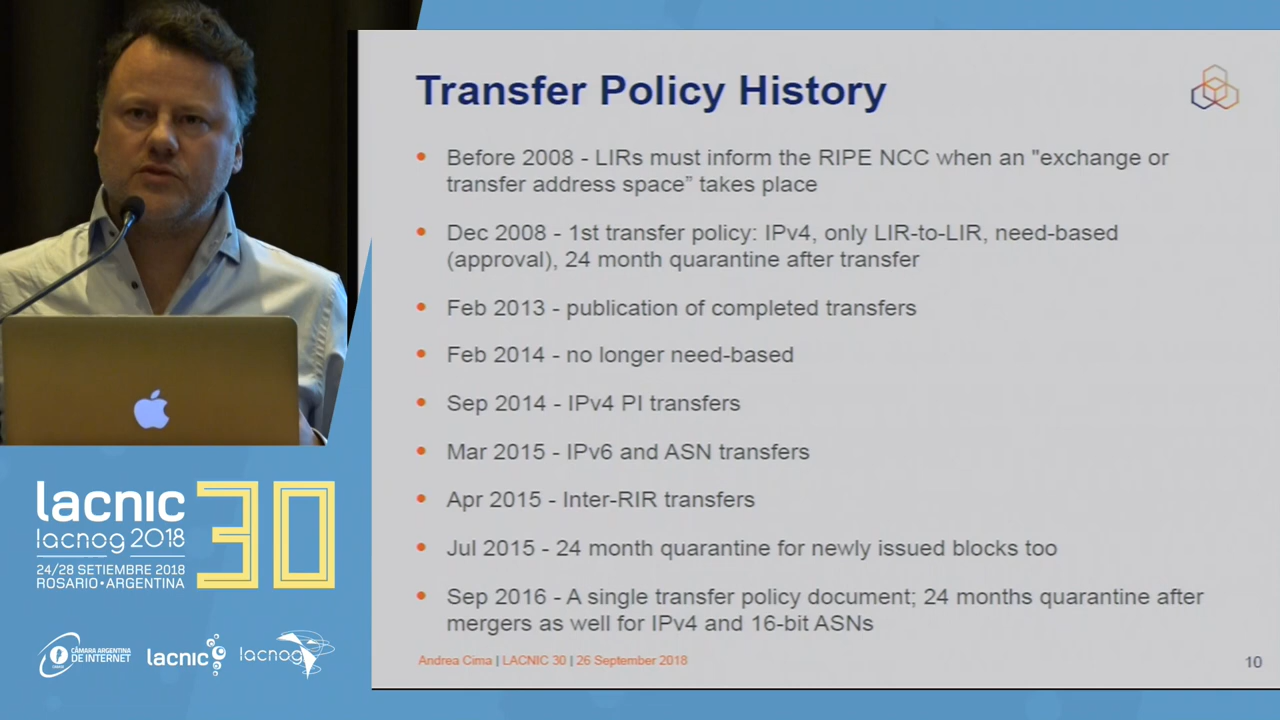 Transfer Policy History
• Before 2008 - LIRs must inform the RIPE NCC when an "exchange or
transfer address space” takes place
• Dec 2008 - 1st transfer policy: IPv4, only LIR-to-LIR, need-based
(approval), 24 month quarantine after transfer
• Feb 2013 - publication of completed transfers
• Feb 2014 - no longer need-based
• Sep 2014 - IPv4 PI transfers
• Mar 2015 - IPv6 and ASN transfers
• Apr 2015 - Inter-RIR transfers
• Jul 2015 - 24 month quarantine for newly issued blocks too
• Sep 2016 - A single transfer policy document; 24 months quarantine after
mergers as well for IPv4 and 16-bit ASNs
Andrea Cima | LACNIC 30 | 26 September 2018
10
lacnic 30
lacnog 2018
24/28 SETIEMBRE 2018
ROSARIO•ARGENTINA
CÁMARA ARGENTINA
DE INTERNET
lacnic
lacnog